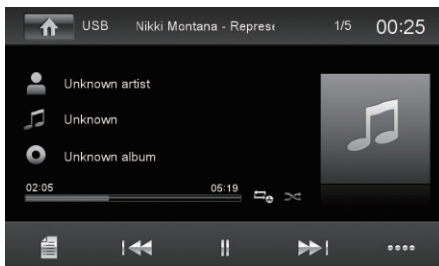 USB Nikki Montana - Represe 1/5 00:25
Unknown artist
Unknown
Unknown album
02:05 05:19